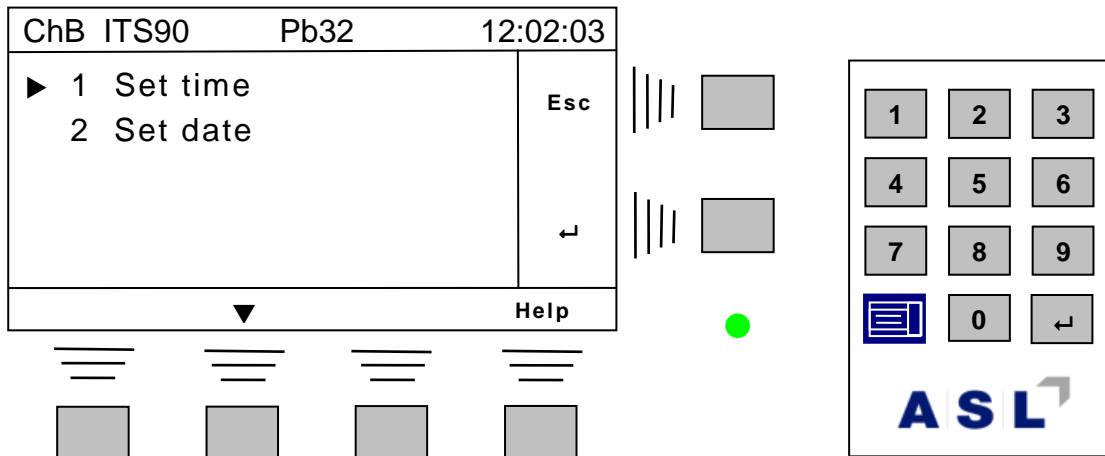 ChB ITS90 Pb32 12:02:03
▶ 1 Set time
2 Set date
Esc
↵
▼ Help
1 2 3
4 5 6
7 8 9
0 ↵
ASL